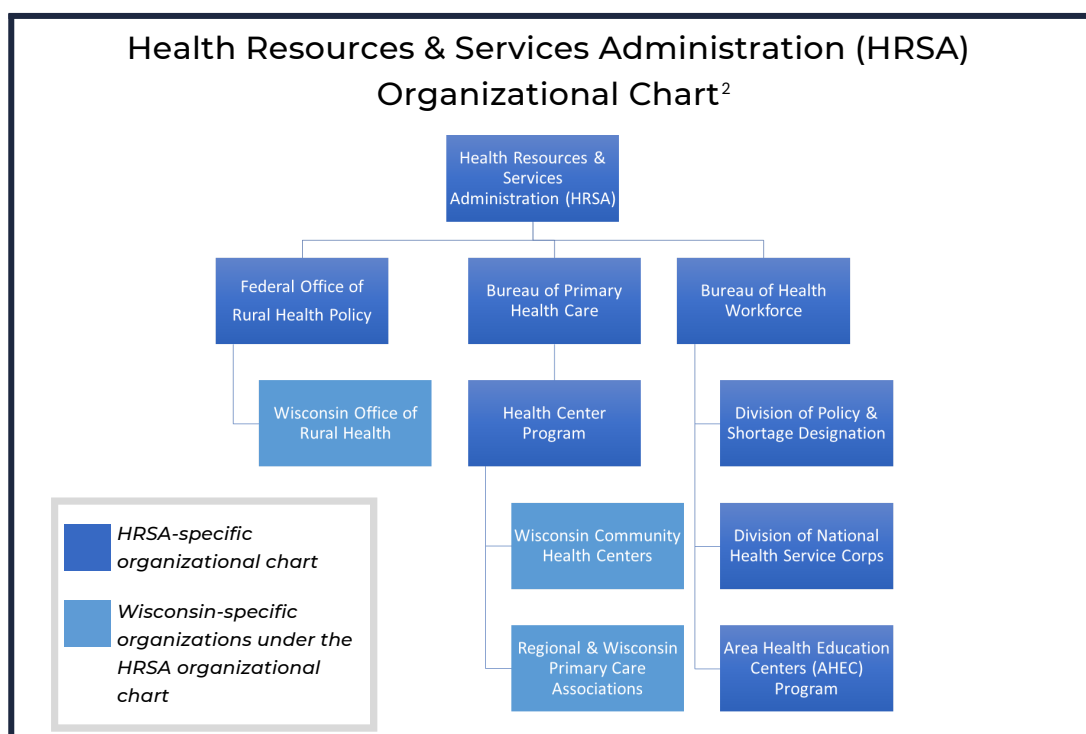 Health Resources & Services Administration (HRSA)
Organizational Chart²
Health Resources &
Services
Administration (HRSA)
Federal Office of
Rural Health Policy
Bureau of Primary
Health Care
Bureau of Health
Workforce
Wisconsin Office of
Rural Health
Health Center
Program
Division of Policy &
Shortage Designation
Wisconsin Community
Health Centers
Division of National
Health Service Corps
Regional & Wisconsin
Primary Care
Associations
Area Health Education
Centers (AHEC)
Program
HRSA-specific
organizational chart
Wisconsin-specific
organizations under the
HRSA organizational
chart